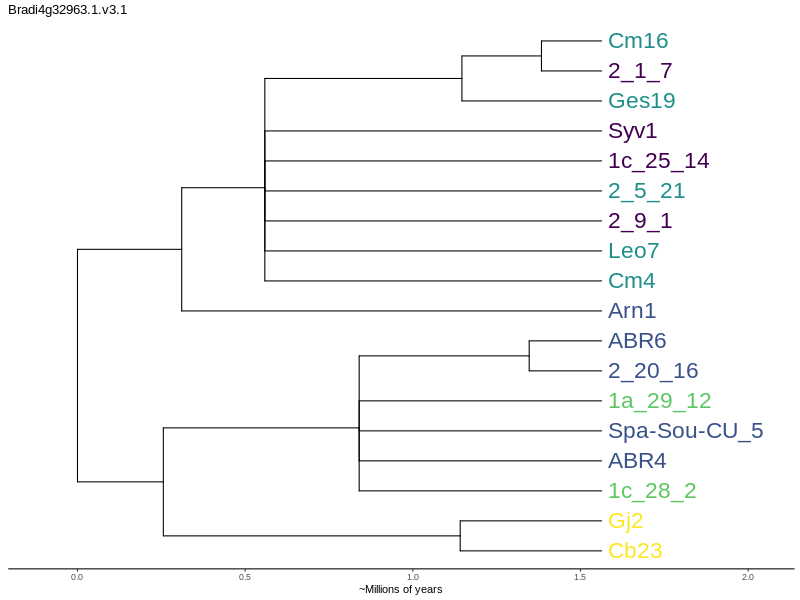 Bradi4g32963.1.v3.1
Cm16
2_1_7
Ges19
Syv1
1c_25_14
2_5_21
2_9_1
Leo7
Cm4
Arn1
ABR6
2_20_16
1a_29_12
Spa-Sou-CU_5
ABR4
1c_28_2
Gj2
Cb23
0.0 0.5 1.0 1.5 2.0
~Millions of years